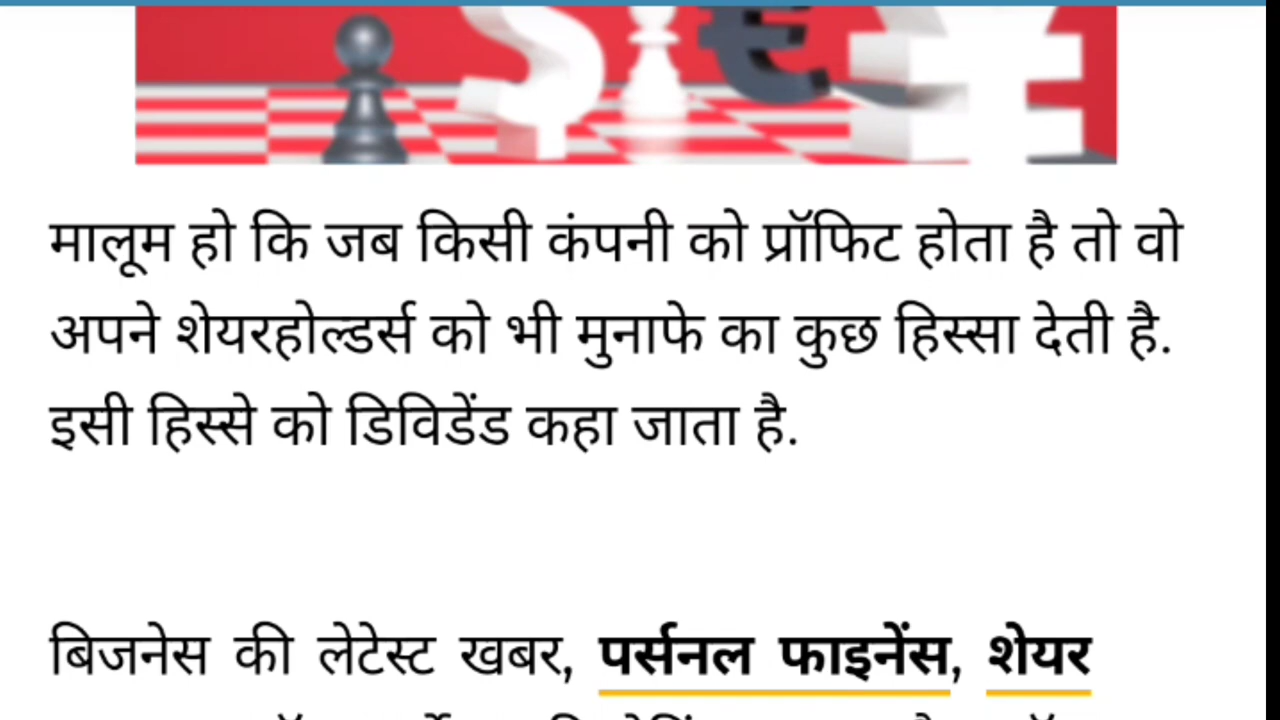 मालूम हो कि जब किसी कंपनी को प्रॉफिट होता है तो वो
अपने शेयरहोल्डर्स को भी मुनाफे का कुछ हिस्सा देती है.
इसी हिस्से को डिविडेंड कहा जाता है.
बिजनेस की लेटेस्ट खबर, पर्सनल फाइनेंस, शेयर